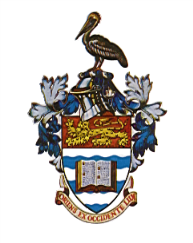 ORIENS EX OCCIDENTE LUX